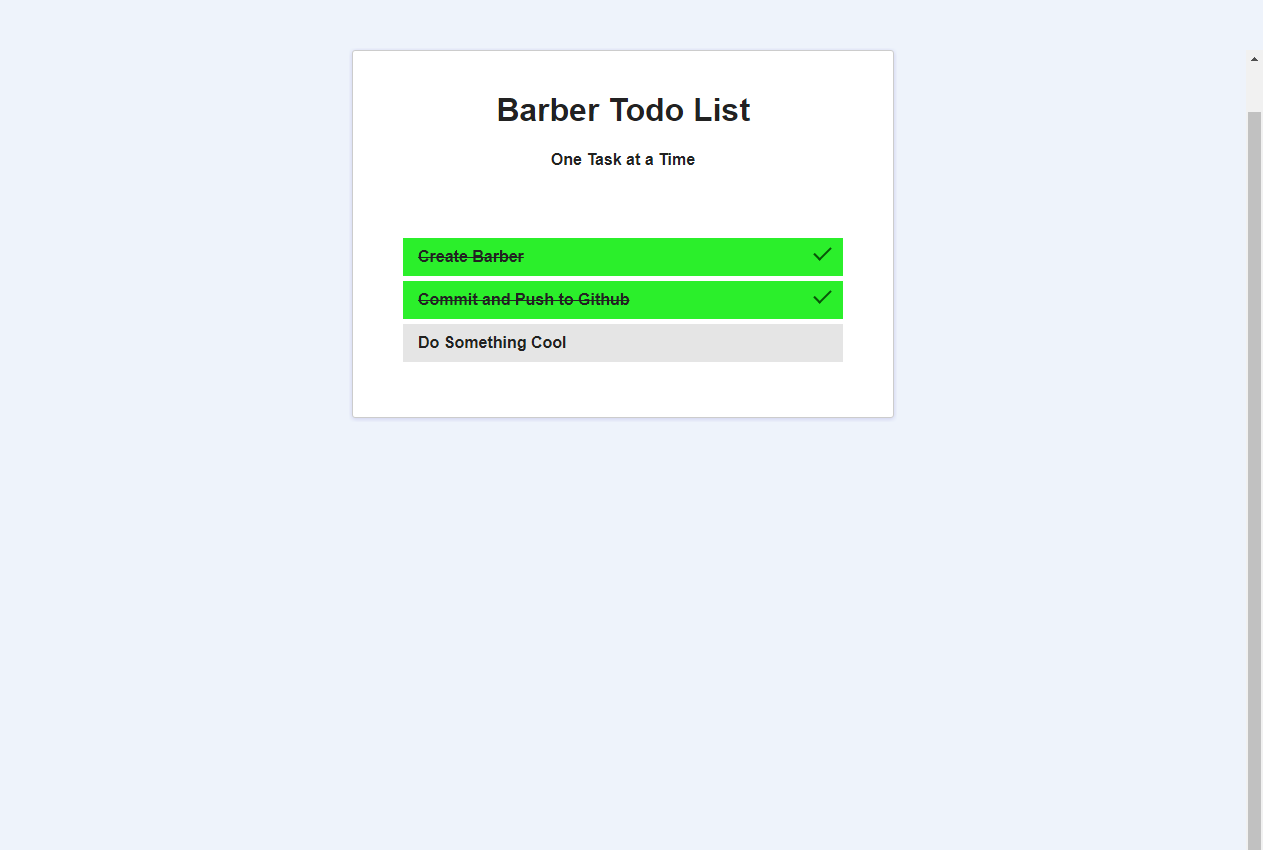 Barber Todo List
One Task at a Time
Create Barber
Commit and Push to Github
Do Something Cool